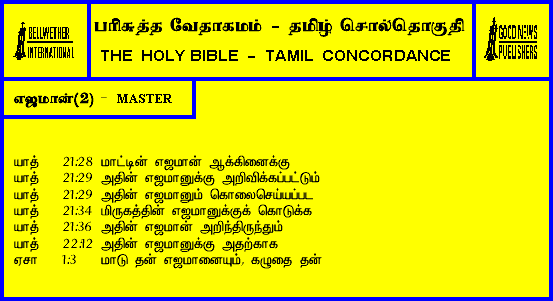 BELLWETHER
INTERNATIONAL
பரிசுத்த வேதாகமம் - தமிழ் சொல்தொகுதி
THE HOLY BIBLE - TAMIL CONCORDANCE
GOOD NEWS
PUBLISHERS
எஜமான்(2) - MASTER
யாத் 21:28 மாட்டின் எஜமான் ஆக்கினைக்கு
யாத் 21:29 அதின் எஜமானுக்கு அறிவிக்கப்பட்டும்
யாத் 21:29 அதின் எஜமானும் கொலைசெய்யப்பட
யாத் 21:34 மிருகத்தின் எஜமானுக்குக் கொடுக்க
யாத் 21:36 அதின் எஜமான் அறிந்திருந்தும்
யாத் 22:12 அதின் எஜமானுக்கு அதற்காக
ஏசா 1:3 மாடு தன் எஜமானையும், கழுதை தன்